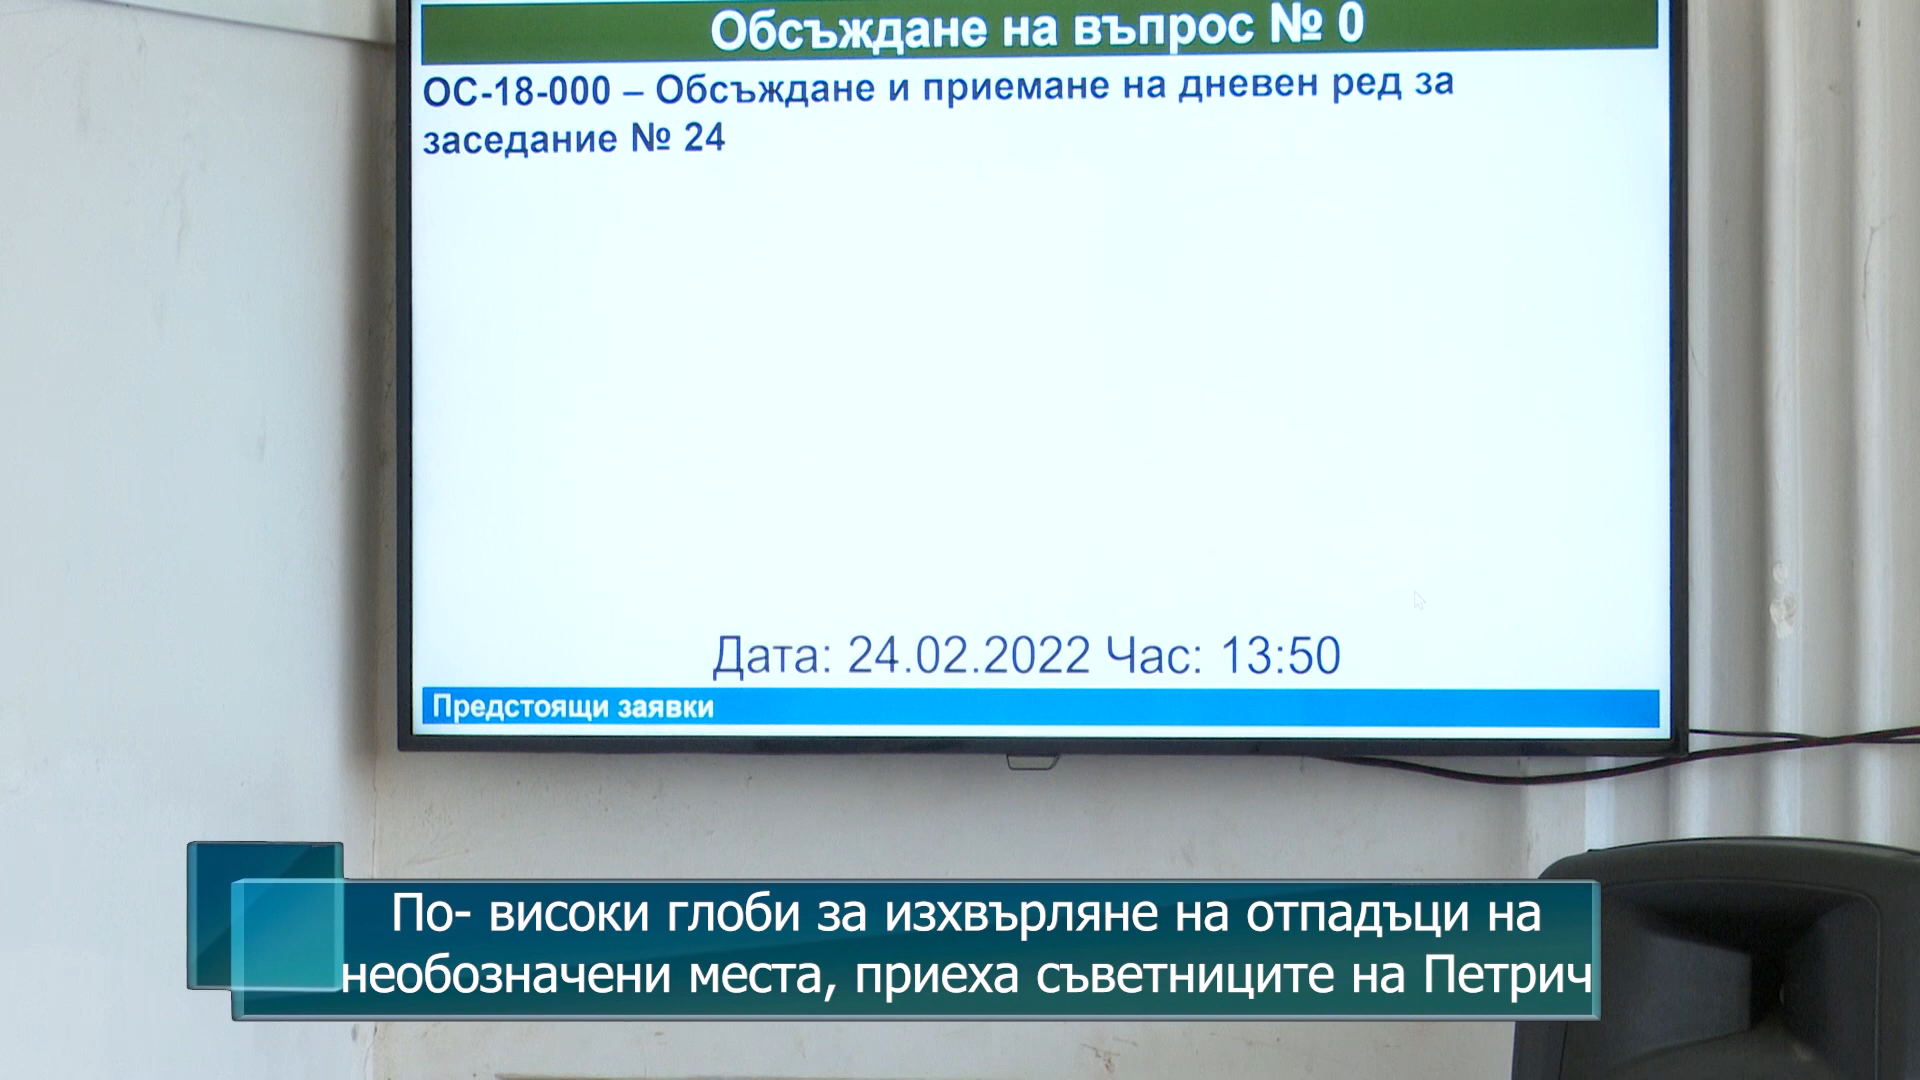 Обсъждане на въпрос № 0
ОС-18-000 – Обсъждане и приемане на дневен ред за
заседание № 24
Дата: 24.02.2022 Час: 13:50
Предстоящи заявки
По- високи глоби за изхвърляне на отпадъци на
необозначени места, приеха съветниците на Петрич